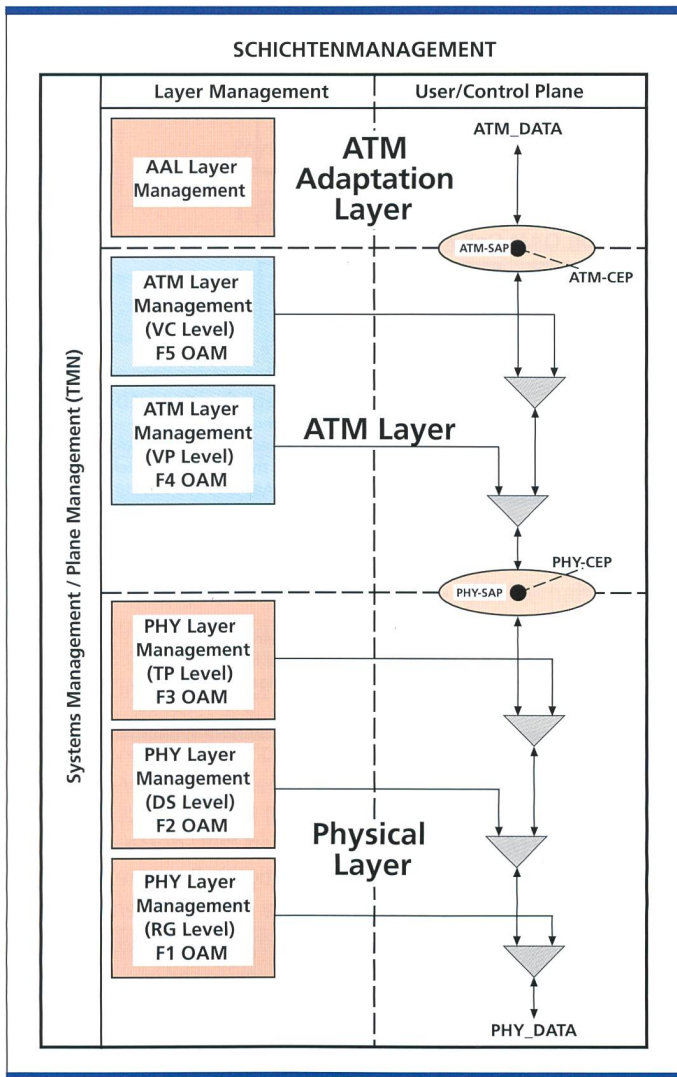 SCHICHTENMANAGEMENT
Layer Management
User/Control Plane
Systems Management / Plane Management (TMN)
AAL Layer
Management
ATM
Adaptation
Layer
ATM_DATA
ATM-SAP
ATM-CEP
ATM Layer
Management
(VC Level)
F5 OAM
ATM Layer
Management
(VP Level)
F4 OAM
ATM Layer
PHY-CEP
PHY-SAP
PHY Layer
Management
(TP Level)
F3 OAM
PHY Layer
Management
(DS Level)
F2 OAM
Physical
Layer
PHY Layer
Management
(RG Level)
F1 OAM
PHY_DATA